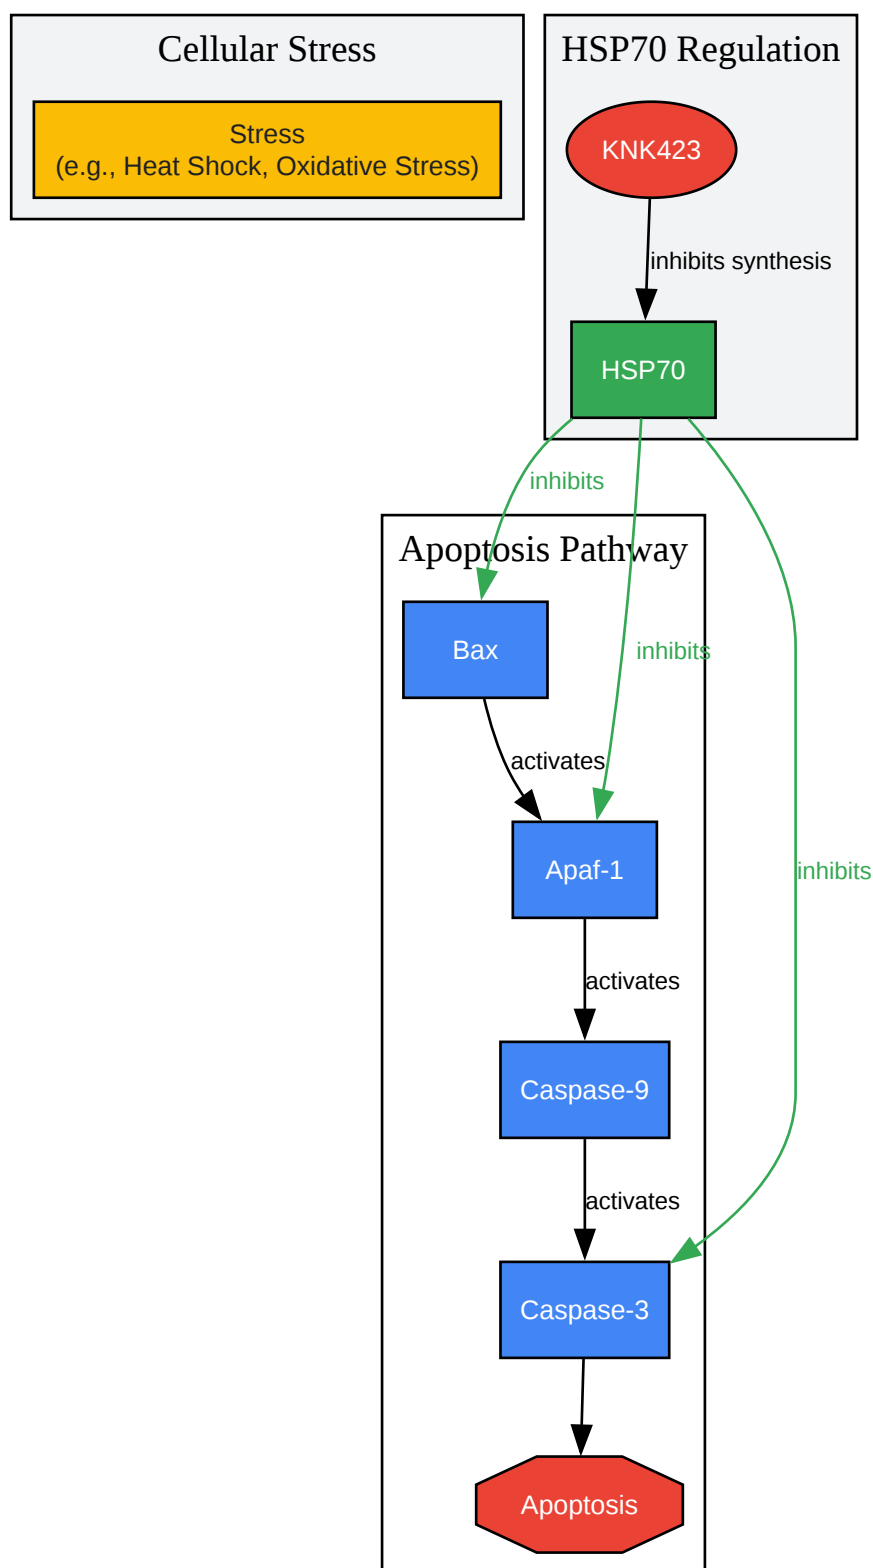 Cellular Stress
Stress
(e.g., Heat Shock, Oxidative Stress)
HSP70 Regulation
KNK423
inhibits synthesis
HSP70
inhibits
Apoptosis Pathway
Bax
inhibits
activates
Apaf-1
inhibits
activates
Caspase-9
activates
Caspase-3
Apoptosis